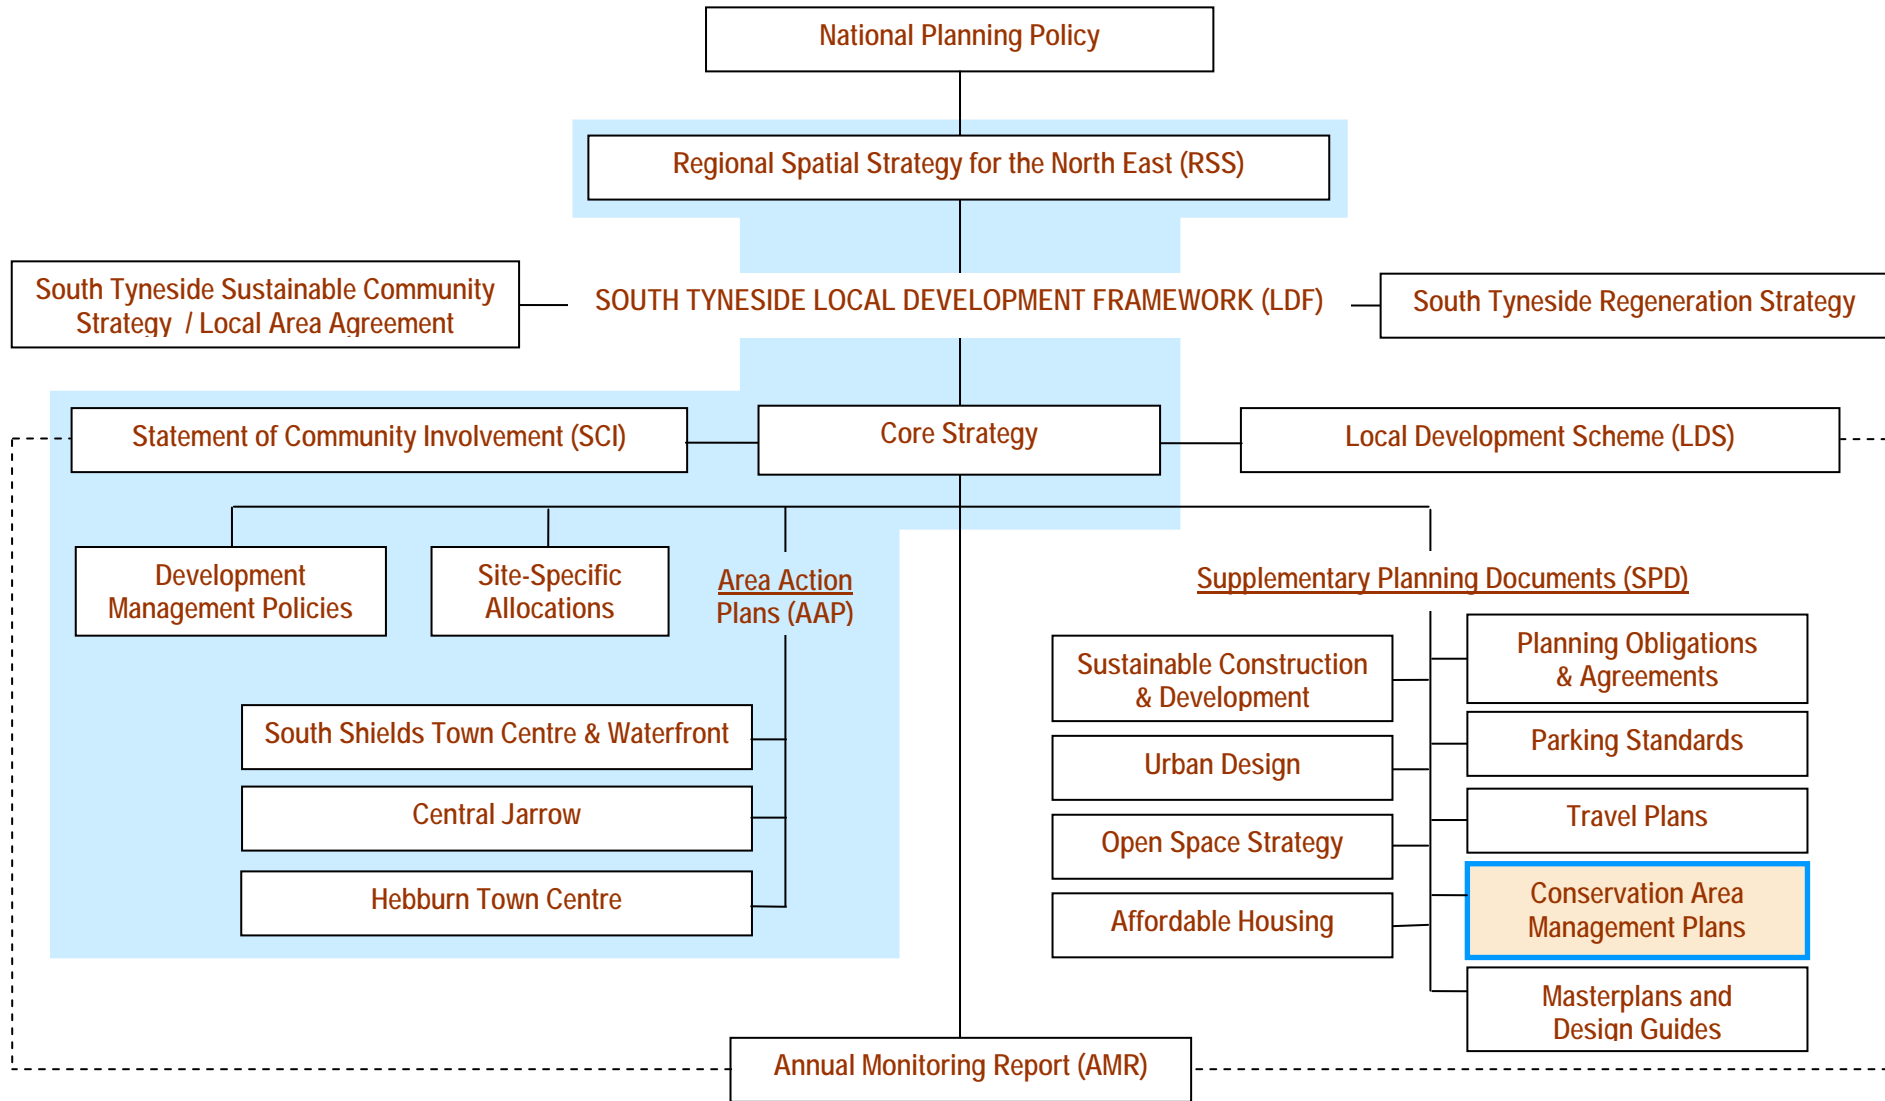 National Planning Policy
Regional Spatial Strategy for the North East (RSS)
South Tyneside Sustainable Community
Strategy / Local Area Agreement
SOUTH TYNESIDE LOCAL DEVELOPMENT FRAMEWORK (LDF)
South Tyneside Regeneration Strategy
Statement of Community Involvement (SCI)
Core Strategy
Local Development Scheme (LDS)
Development
Management Policies
Site-Specific
Allocations
Area Action
Plans (AAP)
South Shields Town Centre & Waterfront
Central Jarrow
Hebburn Town Centre
Supplementary Planning Documents (SPD)
Sustainable Construction
& Development
Urban Design
Open Space Strategy
Affordable Housing
Planning Obligations
& Agreements
Parking Standards
Travel Plans
Conservation Area
Management Plans
Masterplans and
Design Guides
Annual Monitoring Report (AMR)